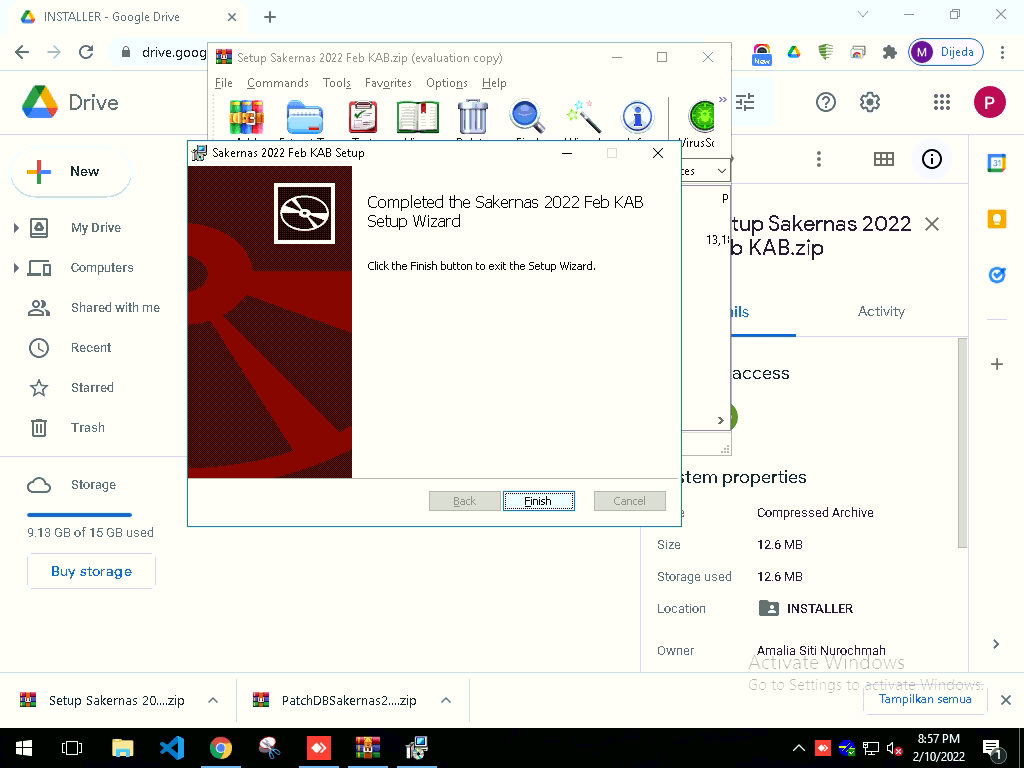 INSTALLER - Google Drive
drive.goog
New
Dijeda
Setup Sakernas 2022 Feb KAB.zip (evaluation copy)
File Commands Tools Favorites Options Help
VirusSc
Drive
P
New
My Drive
Computers
Shared with me
Recent
Starred
Trash
Storage
9.13 GB of 15 GB used
Buy storage
Sakernas 2022 Feb KAB Setup
Completed the Sakernas 2022 Feb KAB
Setup Wizard
Click the Finish button to exit the Setup Wizard.
Back Finish Cancel
ces
P
13,1
tup Sakernas 2022
b KAB.zip
ils Activity
access
stem properties
Compressed Archive
Size 12.6 MB
Storage used 12.6 MB
Location INSTALLER
Owner Amalia Siti Nurochmah
Activate Windows
Go to Settings to activate Windows.
Setup Sakernas 20....zip
PatchDBSakernas2....zip
Tampilkan semua
8:57 PM
2/10/2022
1